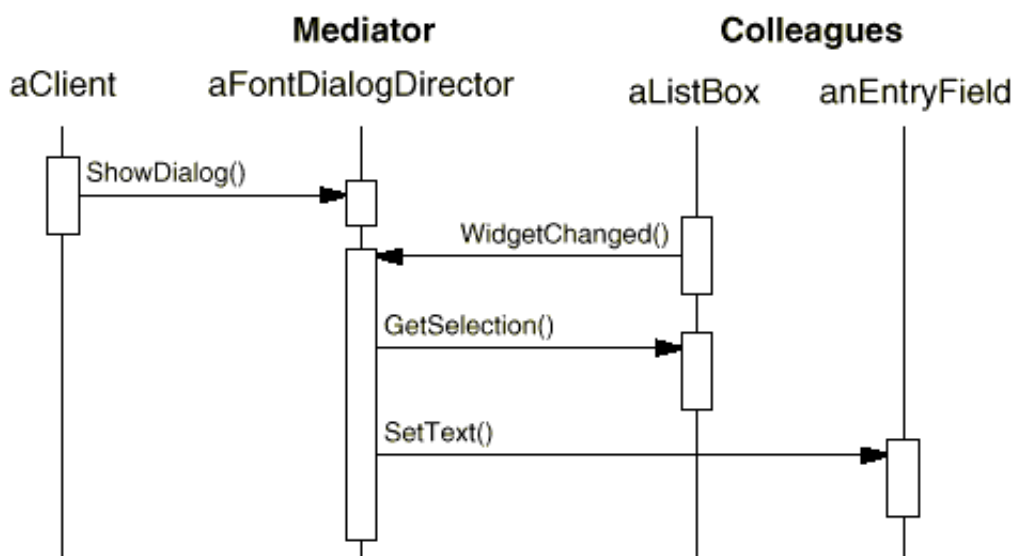 Mediator
Colleagues
aClient
aFontDialogDirector
aListBox
anEntryField
ShowDialog()
WidgetChanged()
GetSelection()
SetText()